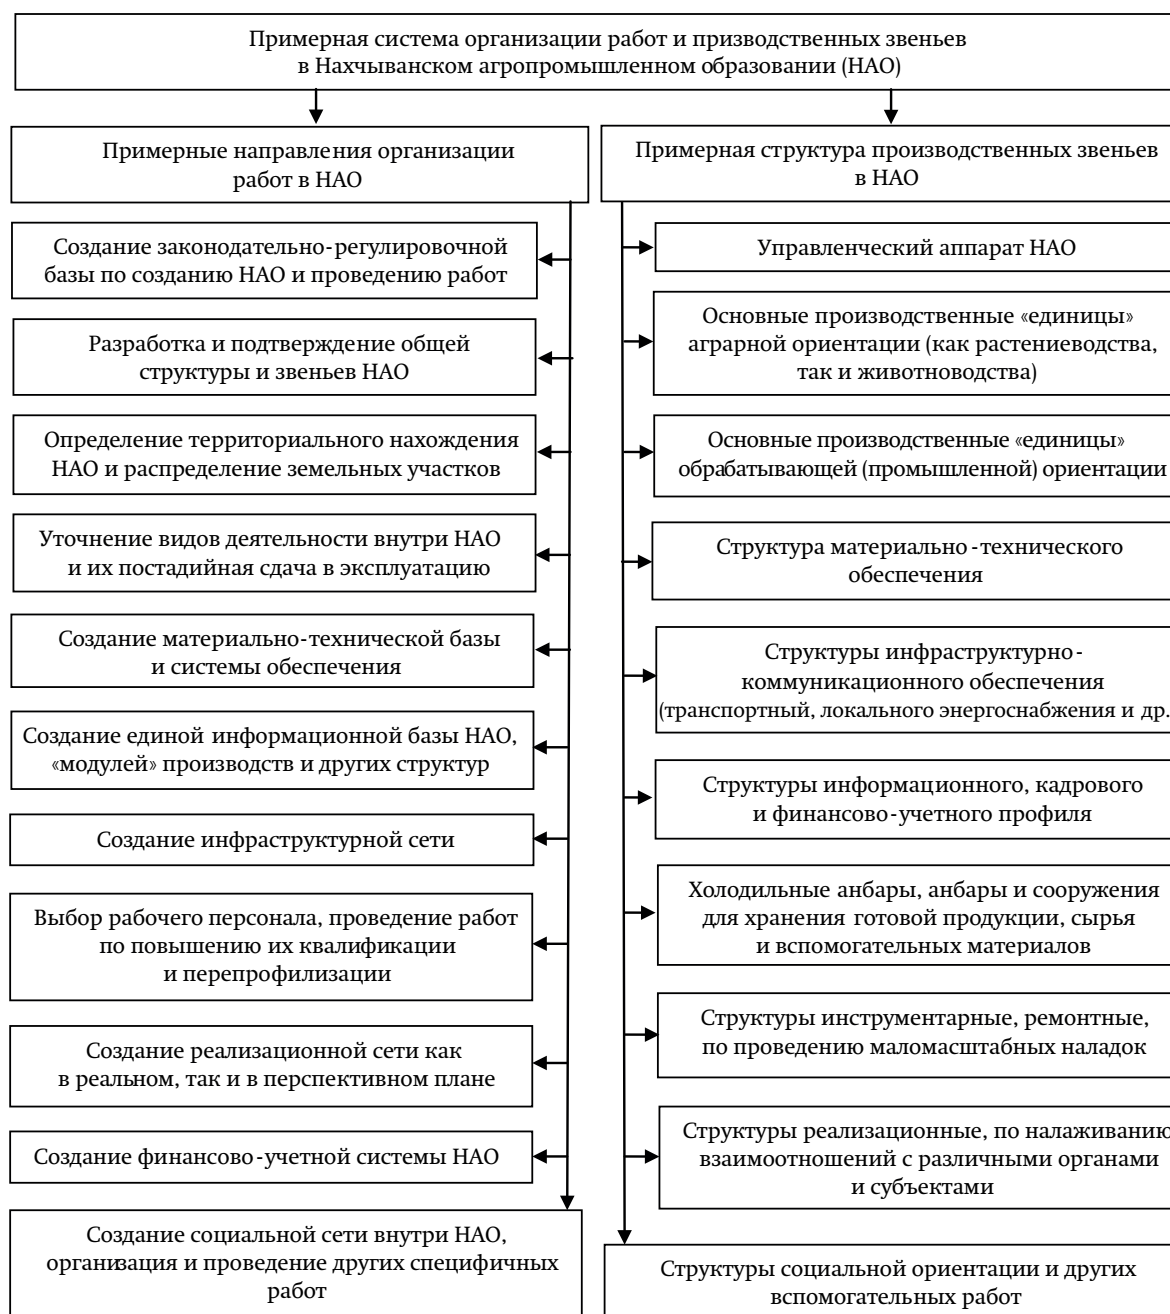 Примерная система организации работ и призводственных звеньев
в Нахчыванском агропромышленном образовании (НАО)
Примерные направления организации
работ в НАО
Создание законодательно-регулировочной
базы по созданию НАО и проведению работ
Разработка и подтверждение общей
структуры и звеньев НАО
Определение территориального нахождения
НАО и распределение земельных участков
Уточнение видов деятельности внутри НАО
и их постадийная сдача в эксплуатацию
Создание материально-технической базы
и системы обеспечения
Создание единой информационной базы НАО,
«модулей» производств и других структур
Создание инфраструктурной сети
Выбор рабочего персонала, проведение работ
по повышению их квалификации
и перепрофилизации
Создание реализационной сети как
в реальном, так и в перспективном плане
Создание финансово-учетной системы НАО
Создание социальной сети внутри НАО,
организация и проведение других специфичных
работ
Примерная структура производственных звеньев
в НАО
Управленческий аппарат НАО
Основные производственные «единицы»
аграрной ориентации (как растениеводства,
так и животноводства)
Основные производственные «единицы»
обрабатывающей (промышленной) ориентации
Структура материально-технического
обеспечения
Структуры инфраструктурно-
коммуникационного обеспечения
(транспортный, локального энергоснабжения и др.
Структуры информационного, кадрового
и финансово-учетного профиля
Холодильные анбары, анбары и сооружения
для хранения готовой продукции, сырья
и вспомогательных материалов
Структуры инструментарные, ремонтные,
по проведению маломасштабных наладок
Структуры реализационные, по налаживанию
взаимоотношений с различными органами
и субъектами
Структуры социальной ориентации и других
вспомогательных работ